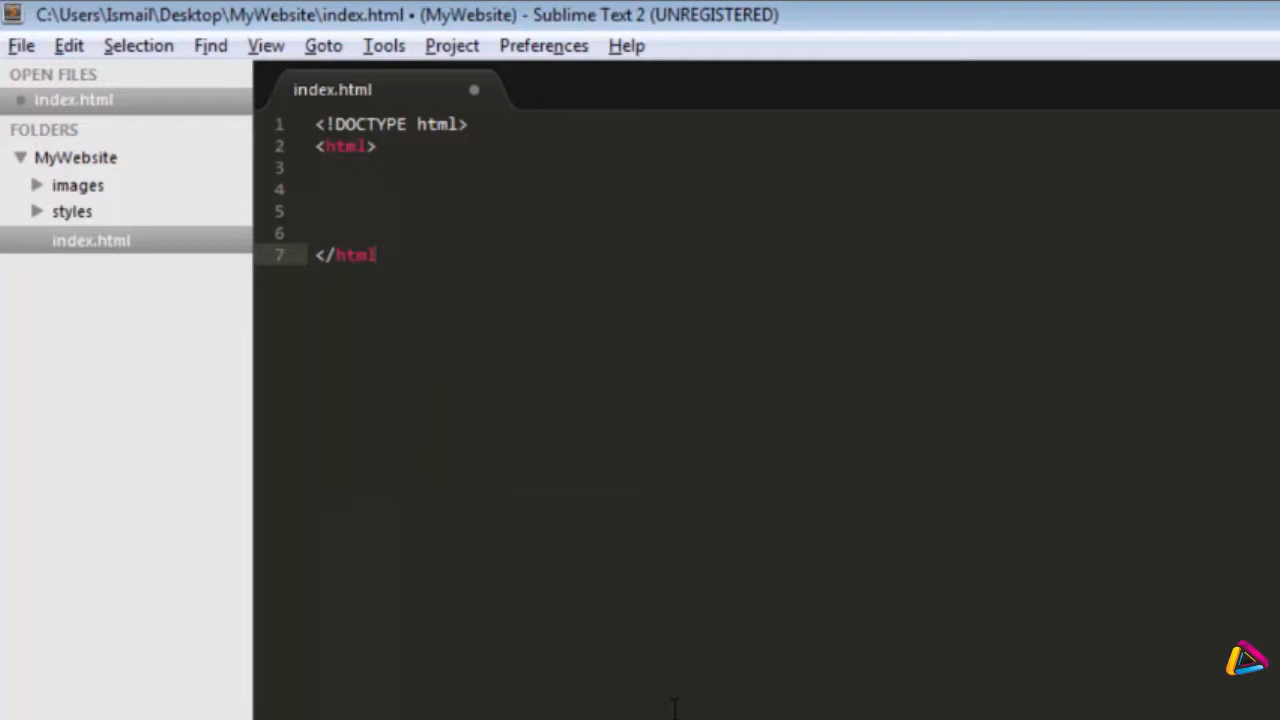 C:\Users\Ismail\Desktop\MyWebsite\index.html • (MyWebsite) - Sublime Text 2 (UNREGISTERED)
File Edit Selection Find View Goto Tools Project Preferences Help
OPEN FILES
index.html
FOLDERS
MyWebsite
images
styles
index.html
index.html
1 <!DOCTYPE html>
2 <html>
3
4
5
6
7 </html